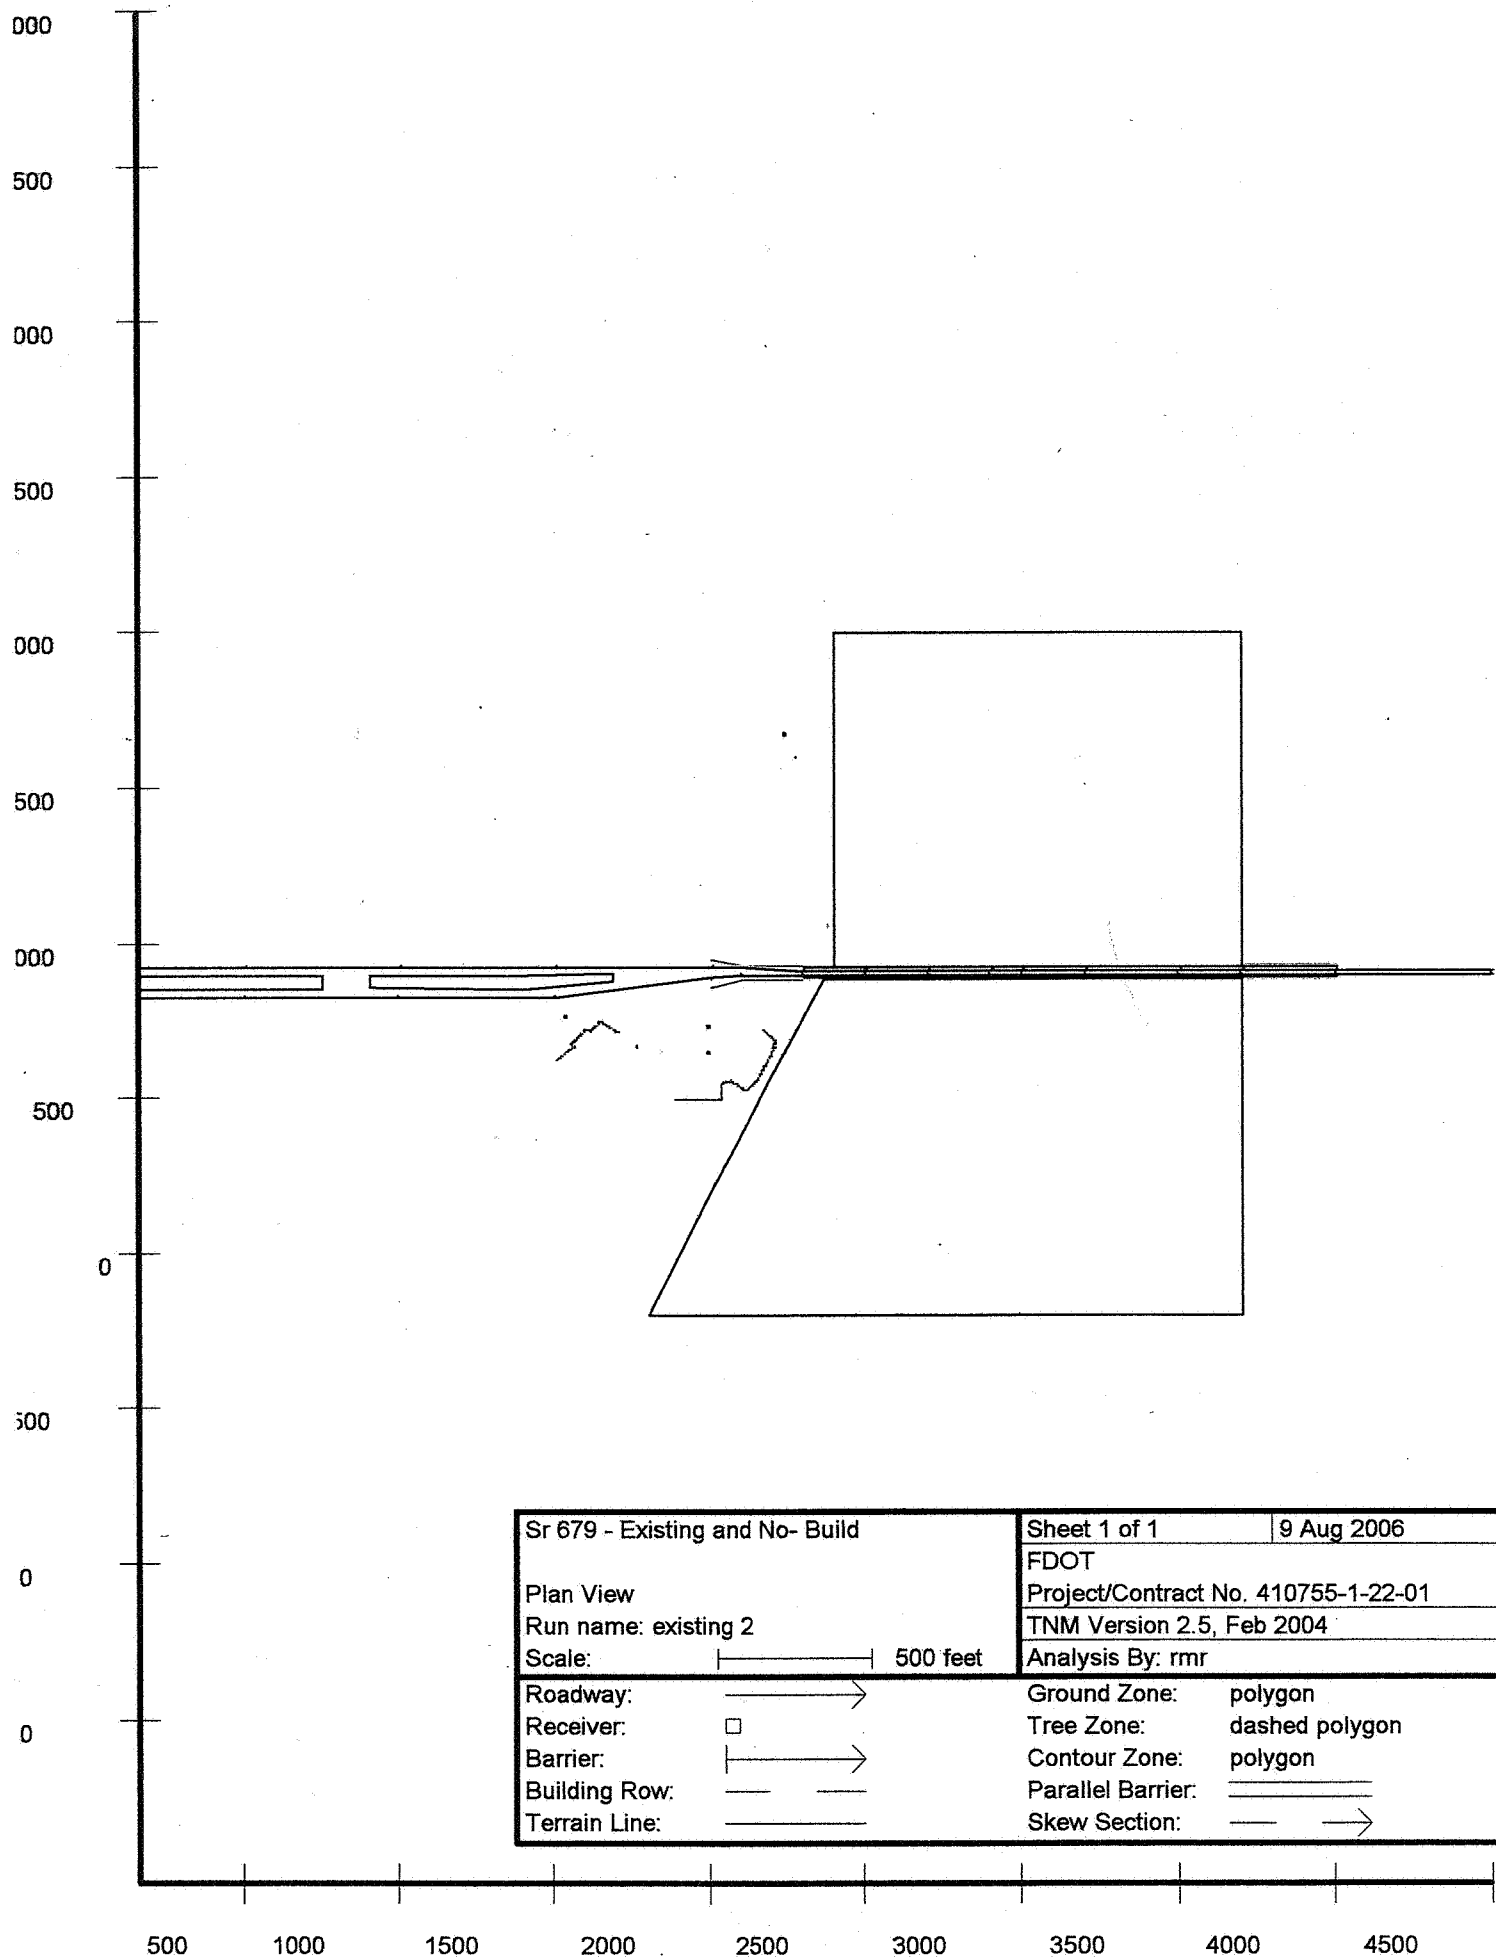 000
500
000
500
000
500
000
500
0
500
0
0
Sr 679 - Existing and No- Build
Plan View
Run name: existing 2
Scale: 500 feet
Sheet 1 of 1 9 Aug 2006
FDOT
Project/Contract No. 410755-1-22-01
TNM Version 2.5, Feb 2004
Analysis By: rmr
Roadway:
Receiver:
Barrier:
Building Row:
Terrain Line:
Ground Zone: polygon
Tree Zone: dashed polygon
Contour Zone: polygon
Parallel Barrier:
Skew Section:
500 1000 1500 2000 2500 3000 3500 4000 4500